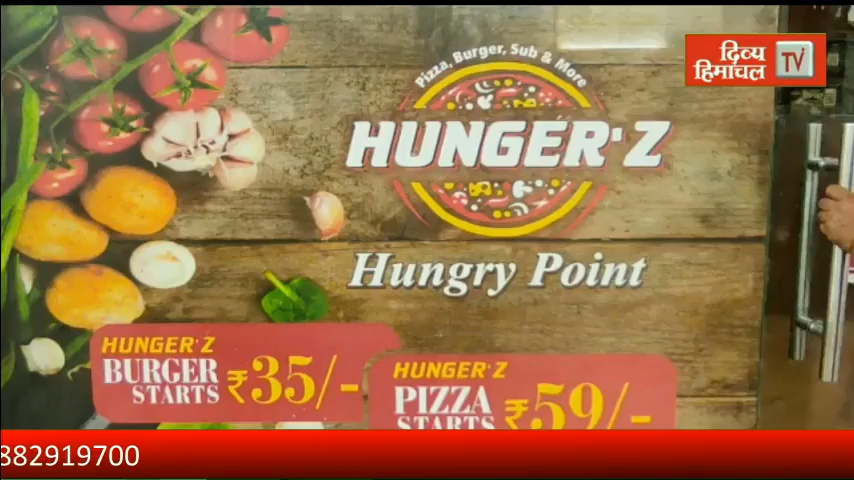 Pizza, Burger, Sub & More
HUNGER'Z
Hungry Point
HUNGER'Z
BURGER
STARTS
₹35/-
HUNGER'Z
PIZZA
STARTS
₹59/-
दिव्य
हिमाचल
TV
882919700